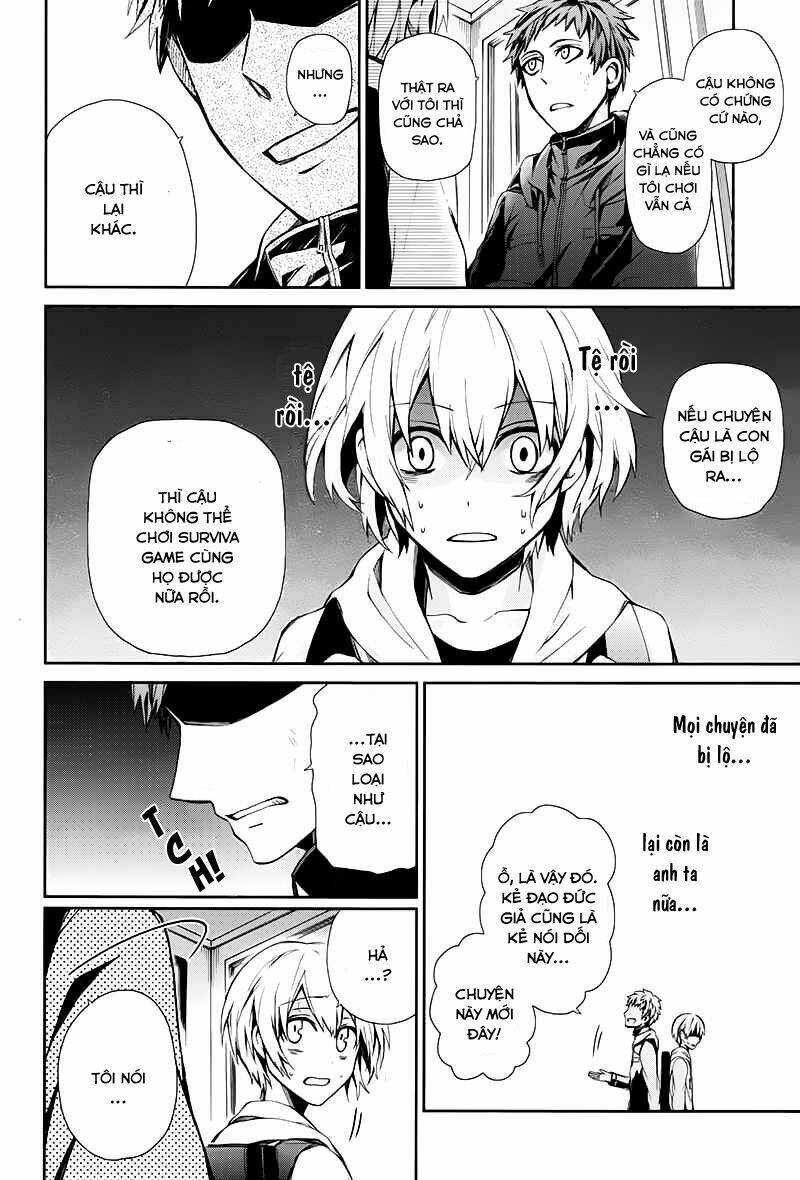 CẬU KHÔNG
CÓ CHỨNG
CỨ NÀO,
VÀ CŨNG
CHẲNG CÓ
GÌ LẠ NẾU
TÔI CHƠI
VẪN CẢ
THẬT RA
VỚI TÔI THÌ
CŨNG CHẢ
SAO.
NHƯNG
...
CẬU THÌ
LẠI
KHÁC.
NẾU CHUYỆN
CẬU LÀ CON
GÁI BỊ LỘ
RA...
Tệ rồi
...
tệ
rồi...
THÌ CẬU
KHÔNG THỂ
CHƠI SURVIVA
GAME CÙNG
HỌ ĐƯỢC
NỮA RỒI.
Mọi chuyện đã
bị lộ...
lại còn là
anh ta
nữa...
Ồ, LÀ VẬY ĐÓ.
KẺ ĐẠO ĐỨC
GIẢ CŨNG LÀ
KẺ NÓI DỐI
NÀY...
CHUYỆN
NÀY MỚI
ĐÂY!
...TẠI
SAO
LOẠI
NHƯ
CẬU...
TCH!
HẢ
...?
TÔI NÓI
...